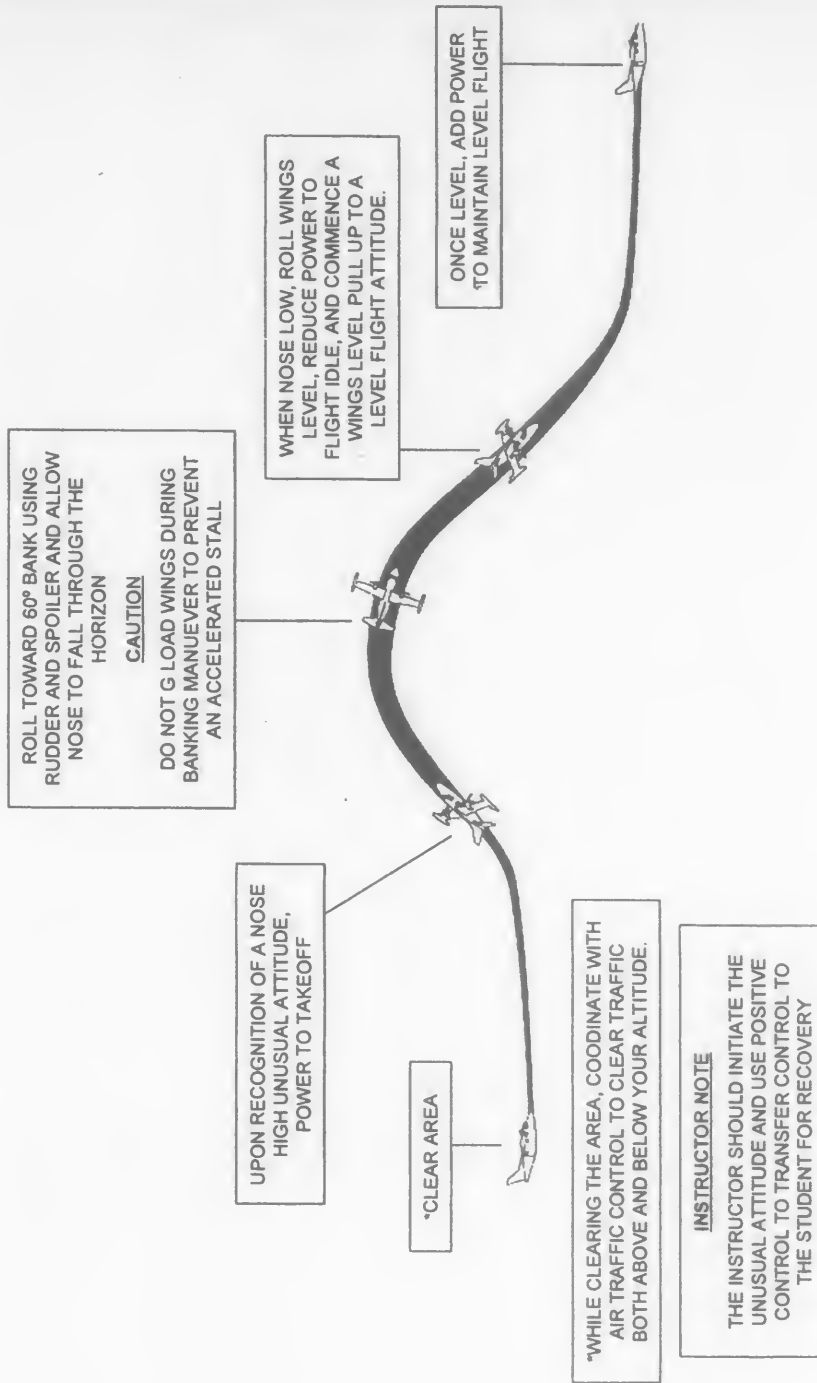 *CLEAR AREA
UPON RECOGNITION OF A NOSE
HIGH UNUSUAL ATTITUDE,
POWER TO TAKEOFF
ROLL TOWARD 60º BANK USING
RUDDER AND SPOILER AND ALLOW
NOSE TO FALL THROUGH THE
HORIZON
CAUTION
DO NOT G LOAD WINGS DURING
BANKING MANUEVER TO PREVENT
AN ACCELERATED STALL
WHEN NOSE LOW, ROLL WINGS
LEVEL, REDUCE POWER TO
FLIGHT IDLE, AND COMMENCE A
WINGS LEVEL PULL UP TO A
LEVEL FLIGHT ATTITUDE.
ONCE LEVEL, ADD POWER
TO MAINTAIN LEVEL FLIGHT
*WHILE CLEARING THE AREA, COODINATE WITH
AIR TRAFFIC CONTROL TO CLEAR TRAFFIC
BOTH ABOVE AND BELOW YOUR ALTITUDE.
INSTRUCTOR NOTE
THE INSTRUCTOR SHOULD INITIATE THE
UNUSUAL ATTITUDE AND USE POSITIVE
CONTROL TO TRANSFER CONTROL TO
THE STUDENT FOR RECOVERY